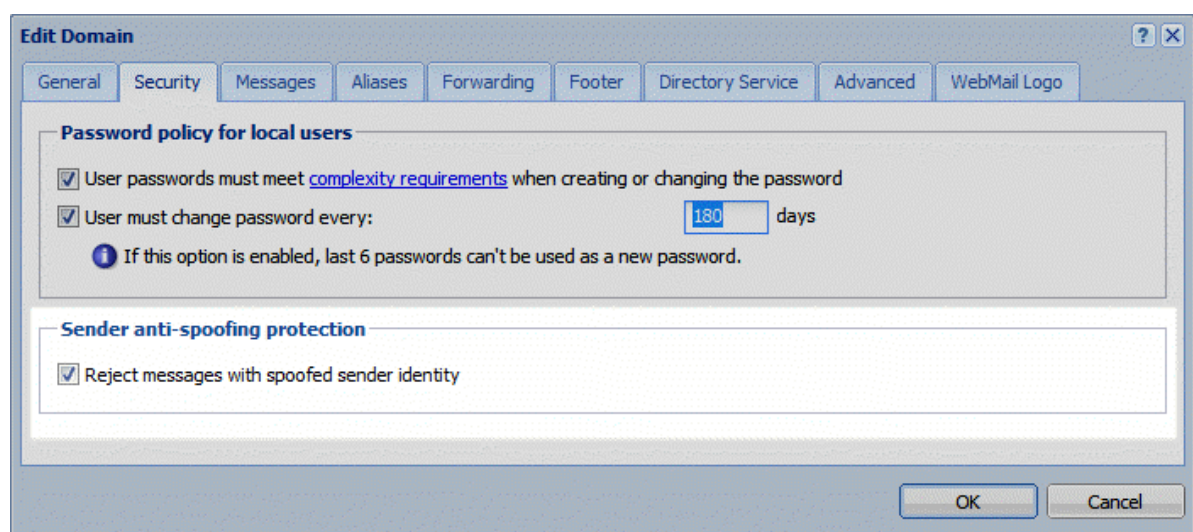 Edit Domain
General Security Messages Aliases Forwarding Footer Directory Service Advanced WebMail Logo
Password policy for local users
User passwords must meet complexity requirements when creating or changing the password
User must change password every: 180 days
If this option is enabled, last 6 passwords can't be used as a new password.
Sender anti-spoofing protection
Reject messages with spoofed sender identity
OK Cancel